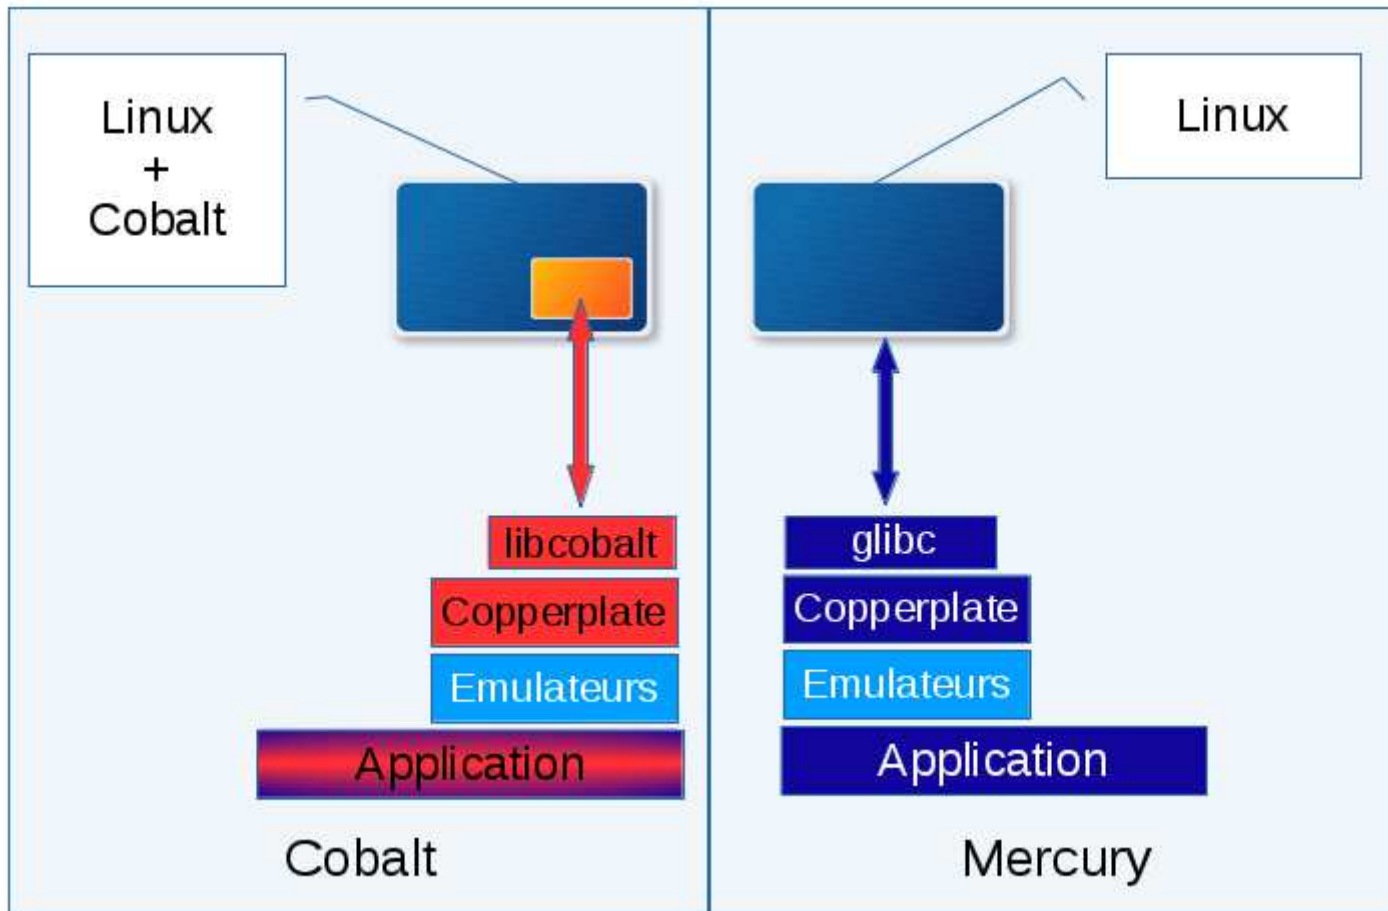 Linux
+
Cobalt
libcobalt
Copperplate
Emulateurs
Application
Cobalt
Linux
glibc
Copperplate
Emulateurs
Application
Mercury